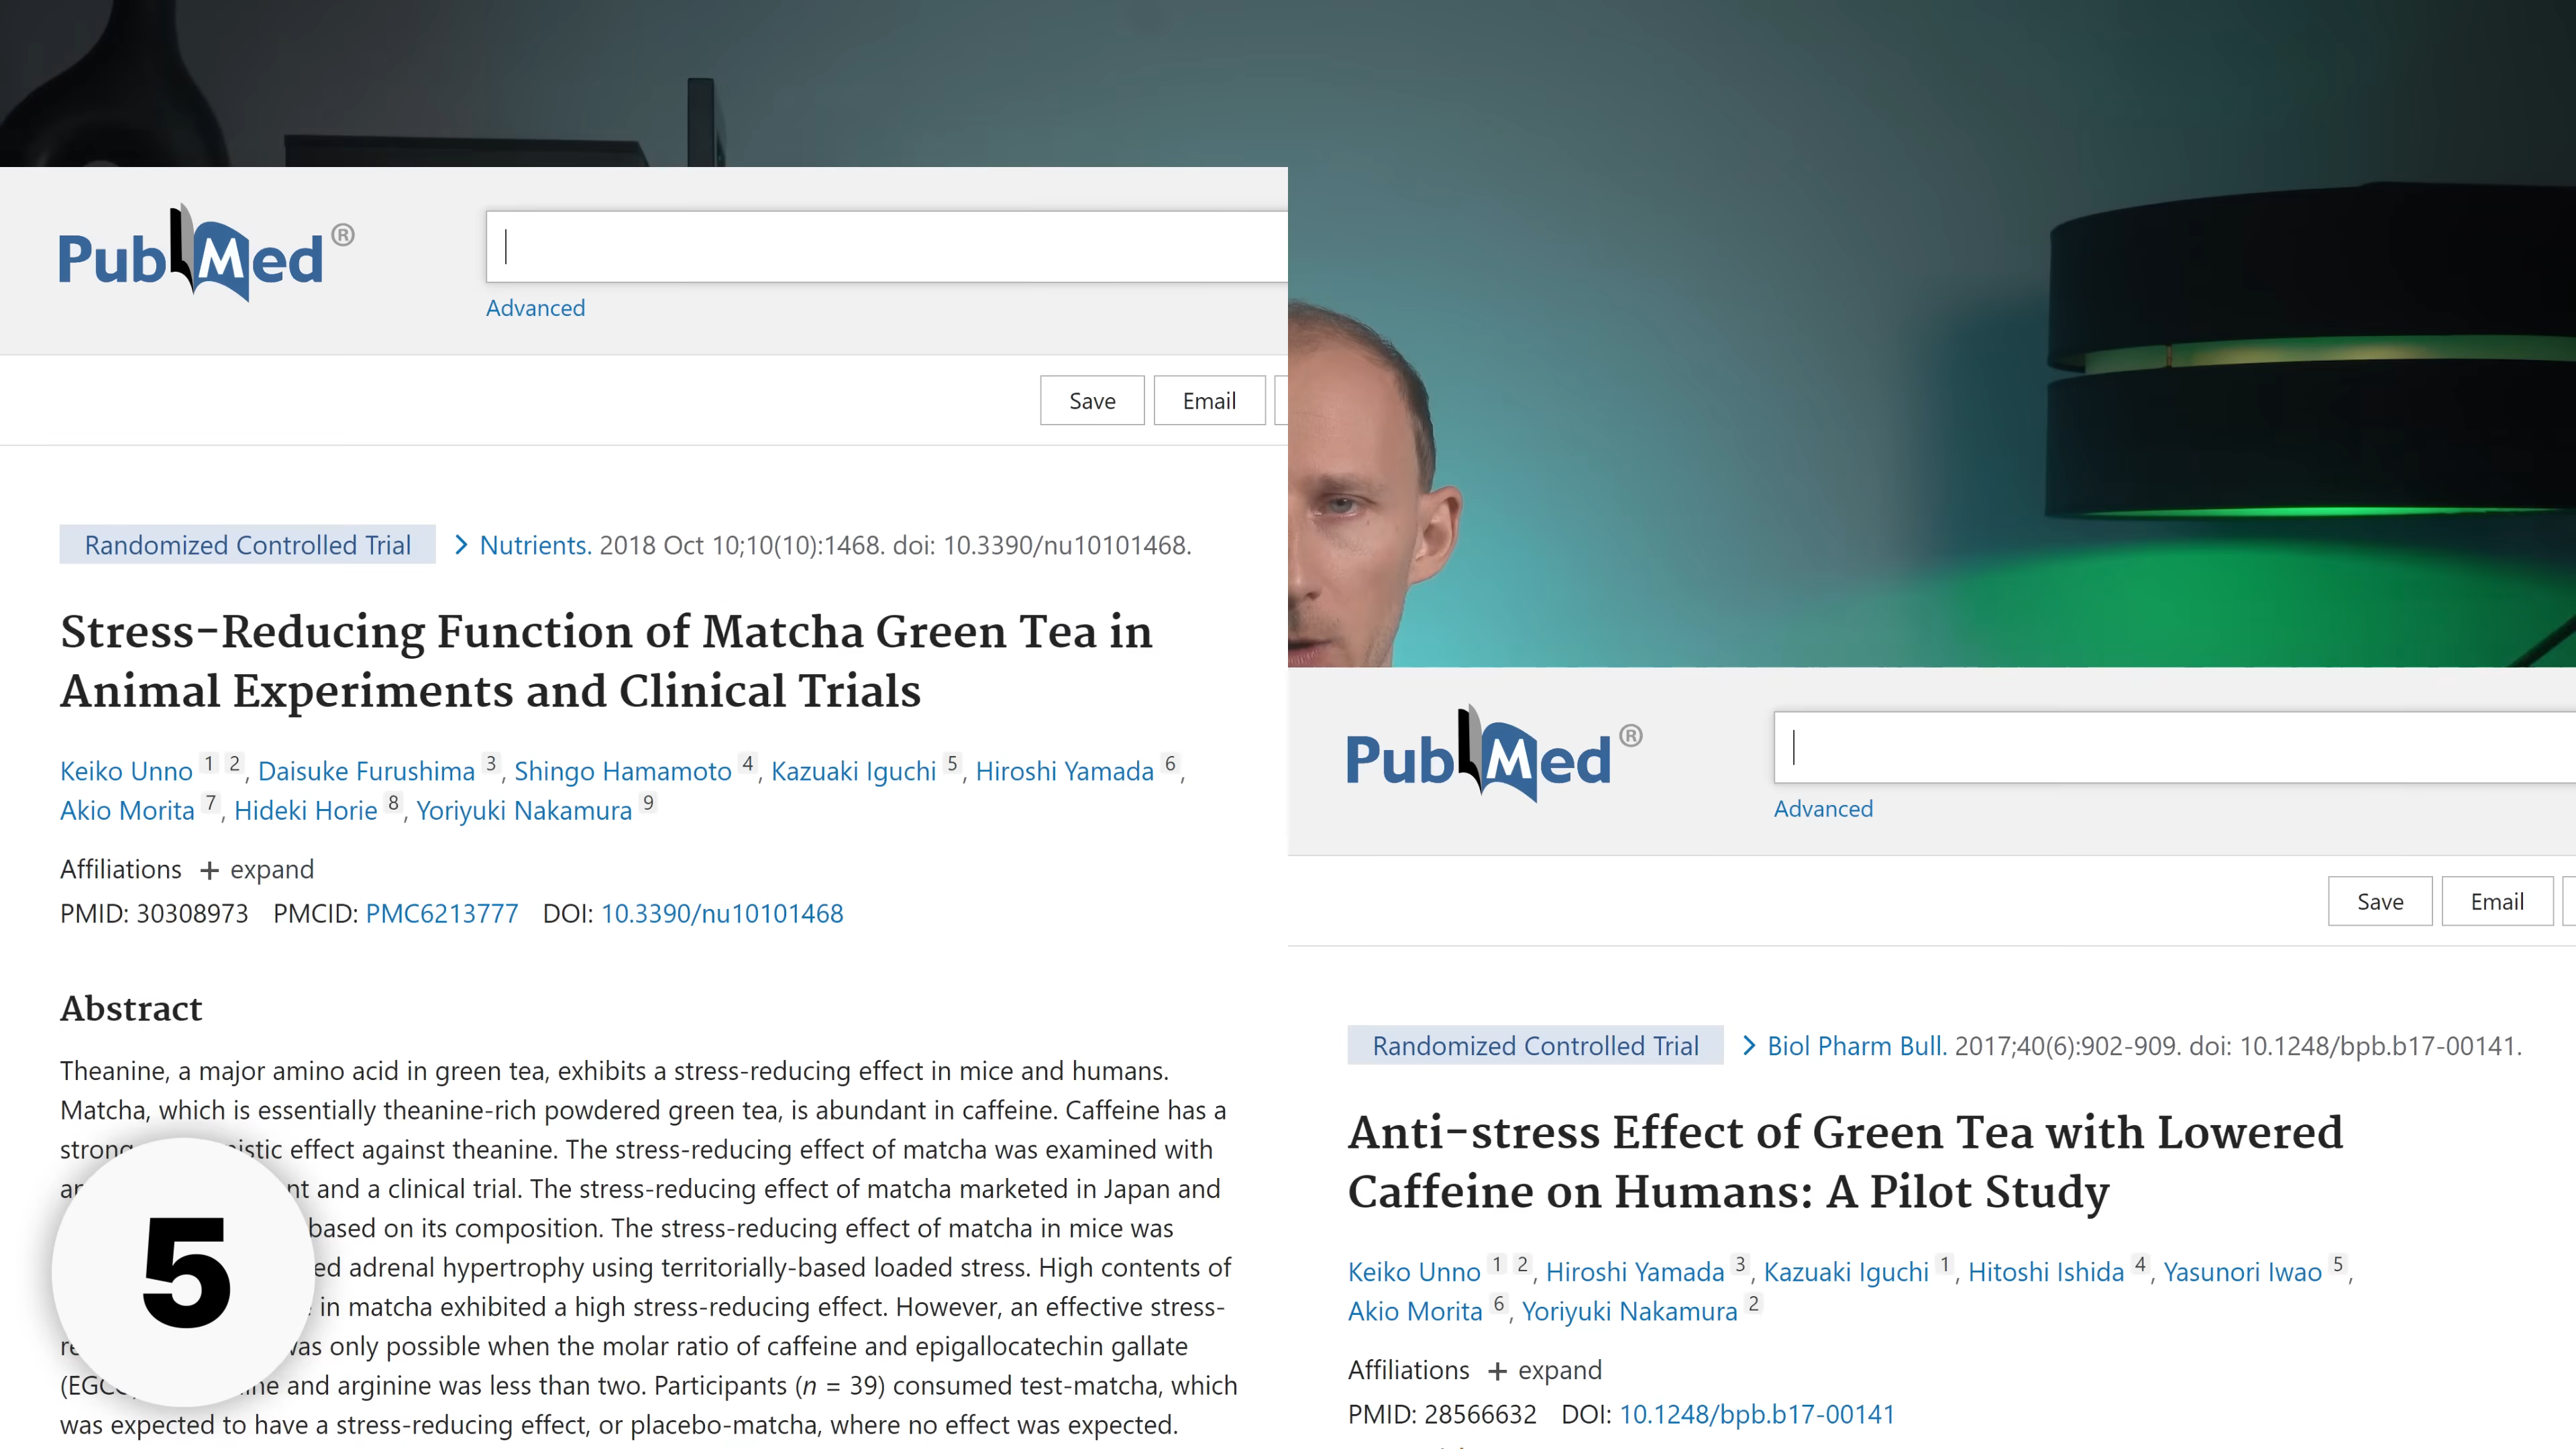 PubMed®
Advanced
Save Email
Randomized Controlled Trial > Nutrients. 2018 Oct 10;10(10):1468. doi: 10.3390/nu10101468.
Stress-Reducing Function of Matcha Green Tea in
Animal Experiments and Clinical Trials
Keiko Unno 1 2, Daisuke Furushima 3, Shingo Hamamoto 4, Kazuaki Iguchi 5, Hiroshi Yamada 6,
Akio Morita 7, Hideki Horie 8, Yoriyuki Nakamura 9
Affiliations + expand
PMID: 30308973 PMCID: PMC6213777 DOI: 10.3390/nu10101468
Abstract
Theanine, a major amino acid in green tea, exhibits a stress-reducing effect in mice and humans.
Matcha, which is essentially theanine-rich powdered green tea, is abundant in caffeine. Caffeine has a
effect against theanine. The stress-reducing effect of matcha was examined with
and a clinical trial. The stress-reducing effect of matcha marketed in Japan and
based on its composition. The stress-reducing effect of matcha in mice was
adrenal hypertrophy using territorially-based loaded stress. High contents of
in matcha exhibited a high stress-reducing effect. However, an effective stress-
was only possible when the molar ratio of caffeine and epigallocatechin gallate
and arginine was less than two. Participants (n = 39) consumed test-matcha, which
was expected to have a stress-reducing effect, or placebo-matcha, where no effect was expected.
5
PubMed®
Advanced
Save Email
Randomized Controlled Trial > Biol Pharm Bull. 2017;40(6):902-909. doi: 10.1248/bpb.b17-00141.
Anti-stress Effect of Green Tea with Lowered
Caffeine on Humans: A Pilot Study
Keiko Unno 1 2, Hiroshi Yamada 3, Kazuaki Iguchi 1, Hitoshi Ishida 4, Yasunori Iwao 5,
Akio Morita 6, Yoriyuki Nakamura 2
Affiliations + expand
PMID: 28566632 DOI: 10.1248/bpb.b17-00141